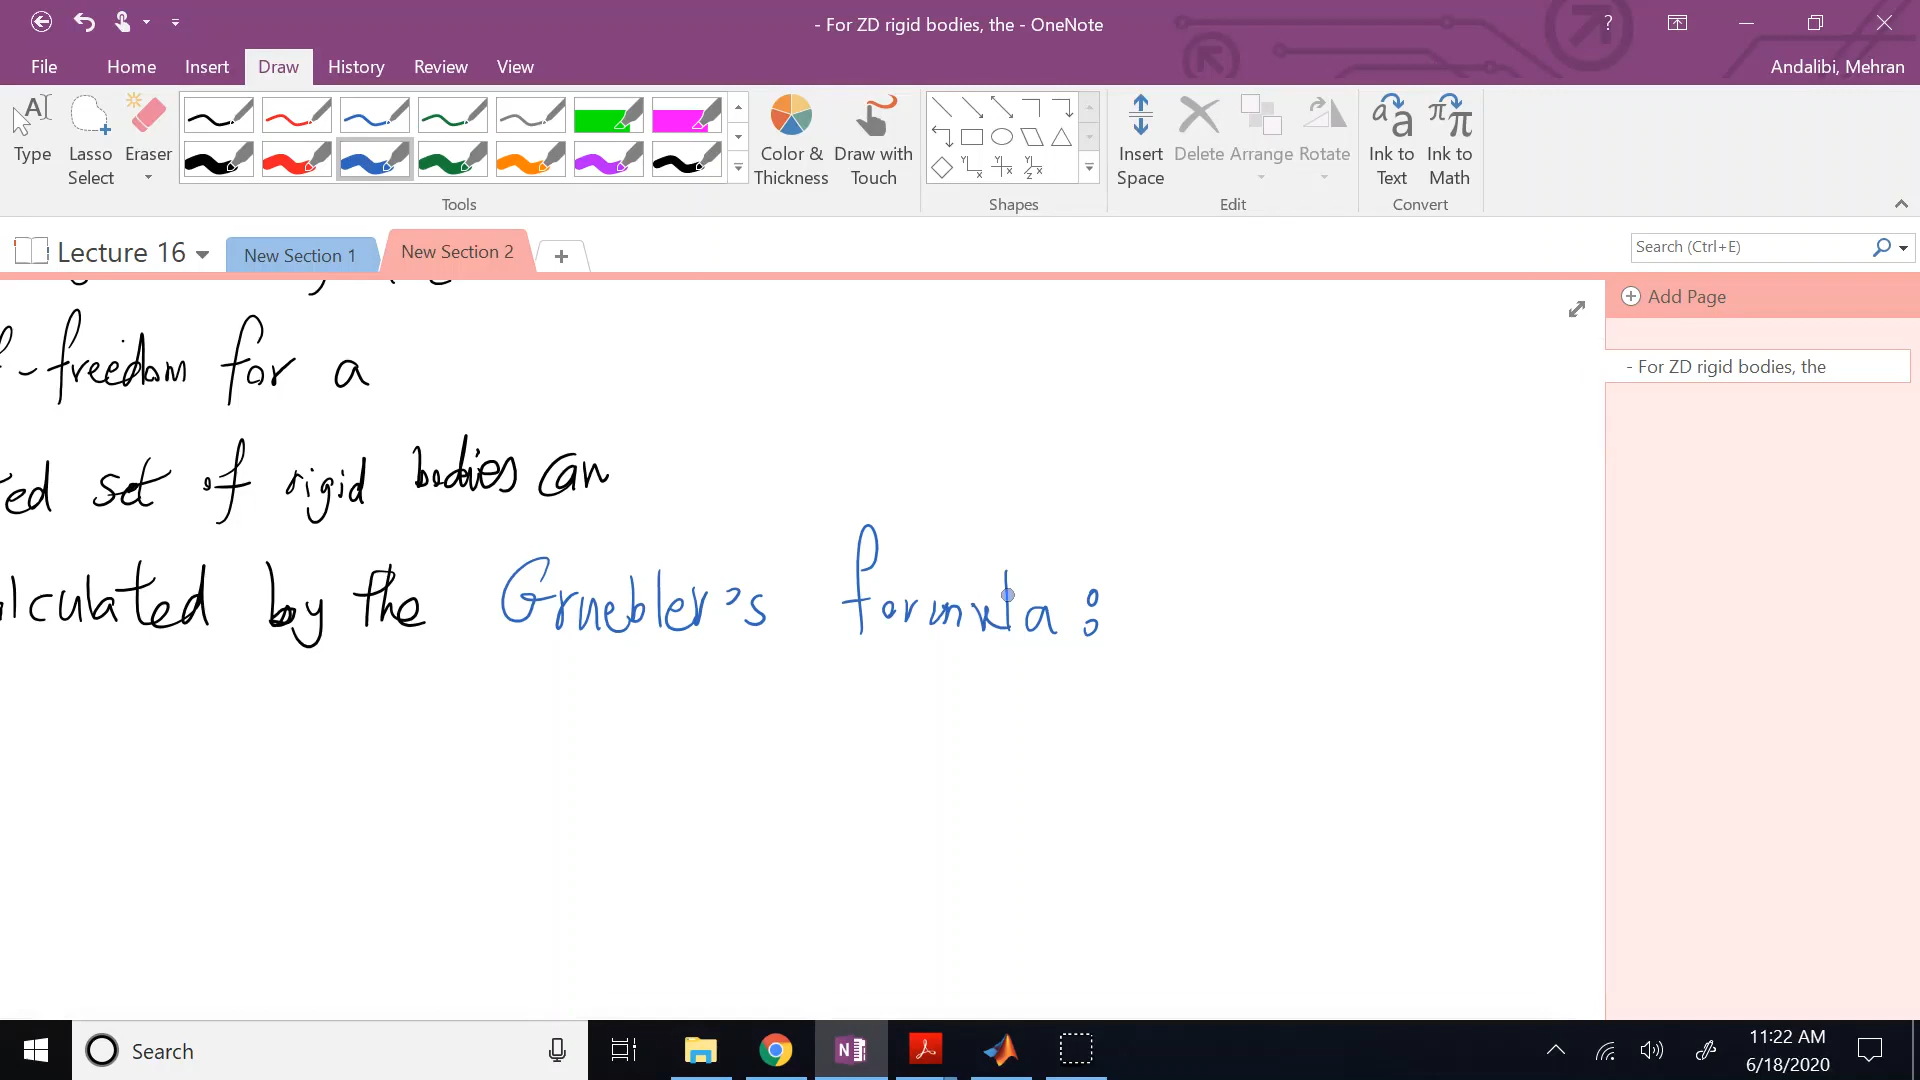 - For ZD rigid bodies, the - OneNote
?
File Home Insert Draw History Review View
Andalibi, Mehran
Type
Lasso Select
Eraser
Color & Thickness
Draw with Touch
Insert Space
Delete
Arrange
Rotate
Ink to Text
Ink to Math
Tools
Shapes
Edit
Convert
Lecture 16
New Section 1
New Section 2
Search (Ctrl+E)
Add Page
- For ZD rigid bodies, the
-freedom for a
set of rigid bodies can
by the Gruebler's formula:
Search
11:22 AM
6/18/2020